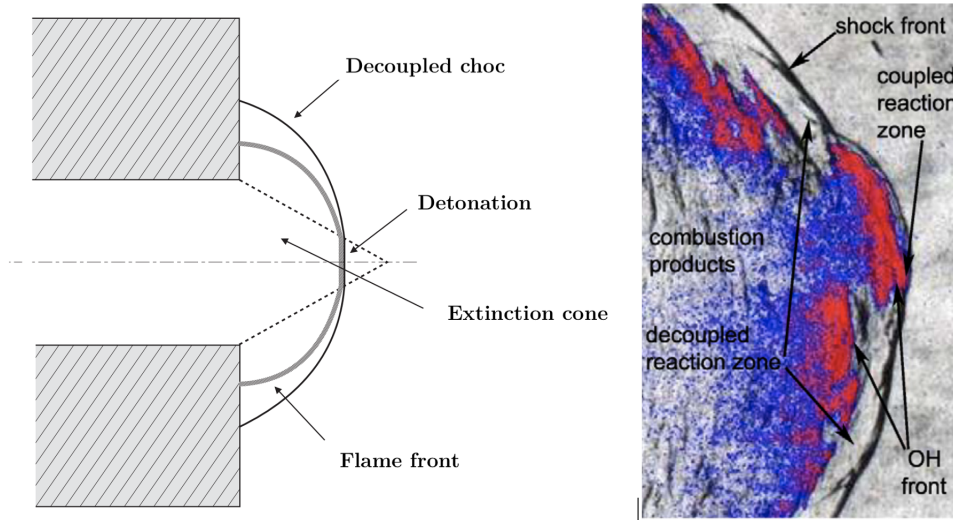 Decoupled choc
Detonation
Extinction cone
Flame front
shock front
coupled
reaction
zone
combustion
products
decoupled
reaction zone
OH
front